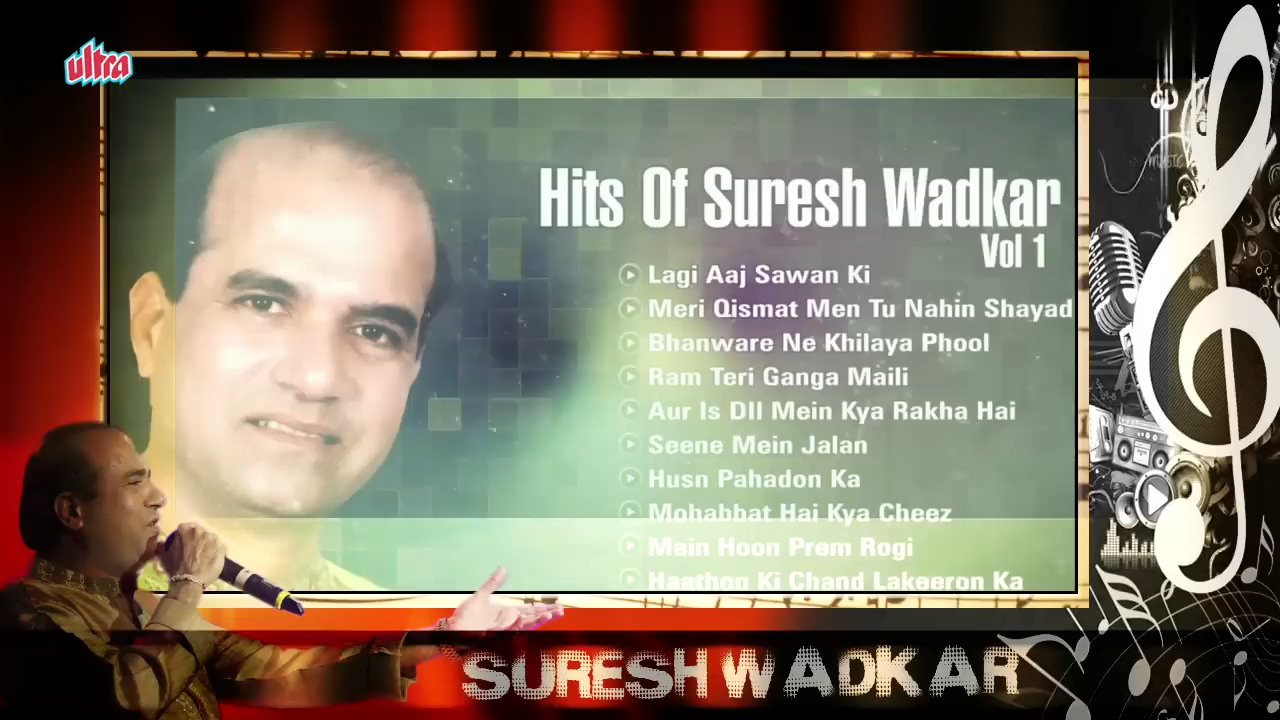 ultra
Hits Of Suresh Wadkar
Vol 1
Lagi Aaj Sawan Ki
Meri Qismat Men Tu Nahin Shayad
Bhanware Ne Khilaya Phool
Ram Teri Ganga Maili
Aur Is DIl Mein Kya Rakha Hai
Seene Mein Jalan
Husn Pahadon Ka
Mohabbat Hai Kya Cheez
Main Hoon Prem Rogi
Haathon Ki Chand Lakeeron Ka
MUSIC
SURESH WADKAR